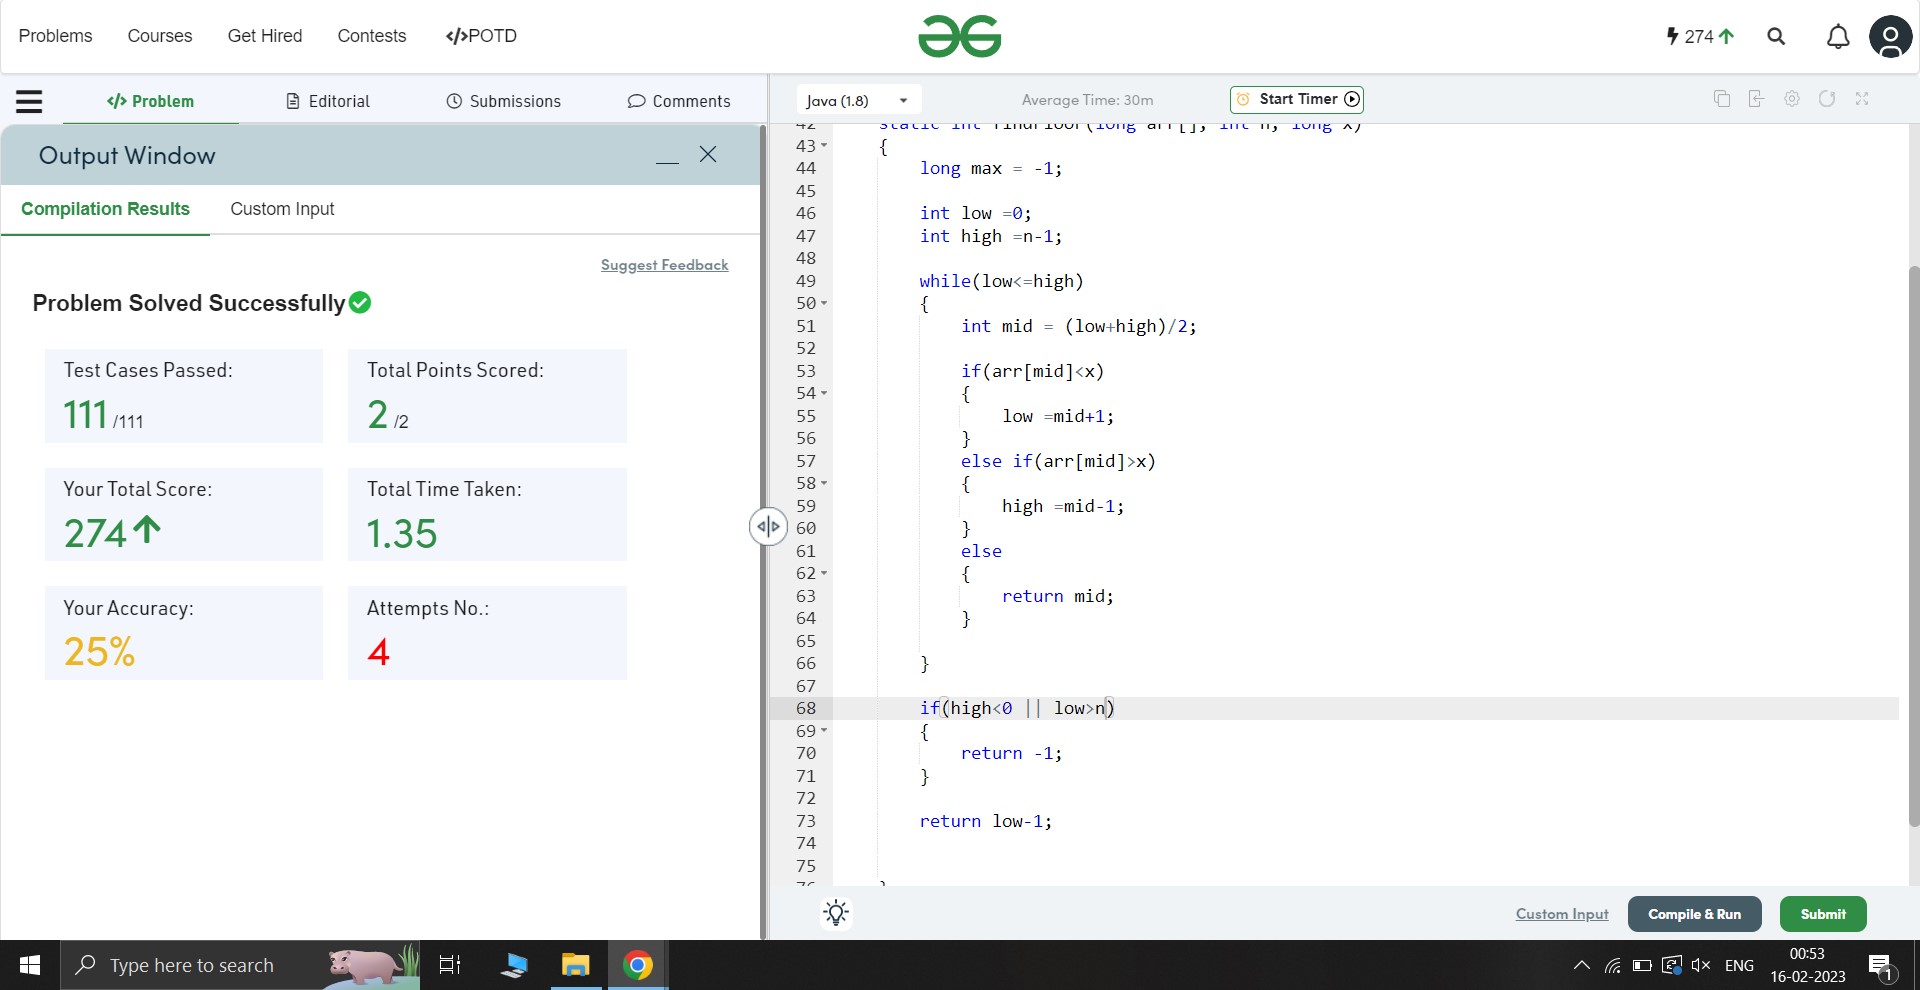 Problems Courses Get Hired Contests </>POTD 274
</> Problem Editorial Submissions Comments
Output Window
Compilation Results Custom Input
Suggest Feedback
Problem Solved Successfully
Test Cases Passed: Total Points Scored:
111 /111 2 /2
Your Total Score: Total Time Taken:
274 1.35
Your Accuracy: Attempts No.:
25% 4
Java (1.8) Average Time: 30m Start Timer
42 static int findFloor(long arr[], int n, long x)
43 {
44 long max = -1;
45
46 int low =0;
47 int high =n-1;
48
49 while(low<=high)
50 {
51 int mid = (low+high)/2;
52
53 if(arr[mid]<x)
54 {
55 low =mid+1;
56 }
57 else if(arr[mid]>x)
58 {
59 high =mid-1;
60 }
61 else
62 {
63 return mid;
64 }
65
66 }
67
68 if(high<0 || low>n)
69 {
70 return -1;
71 }
72
73 return low-1;
74
75
76 }
Custom Input Compile & Run Submit
Type here to search ENG 00:53
16-02-2023 1